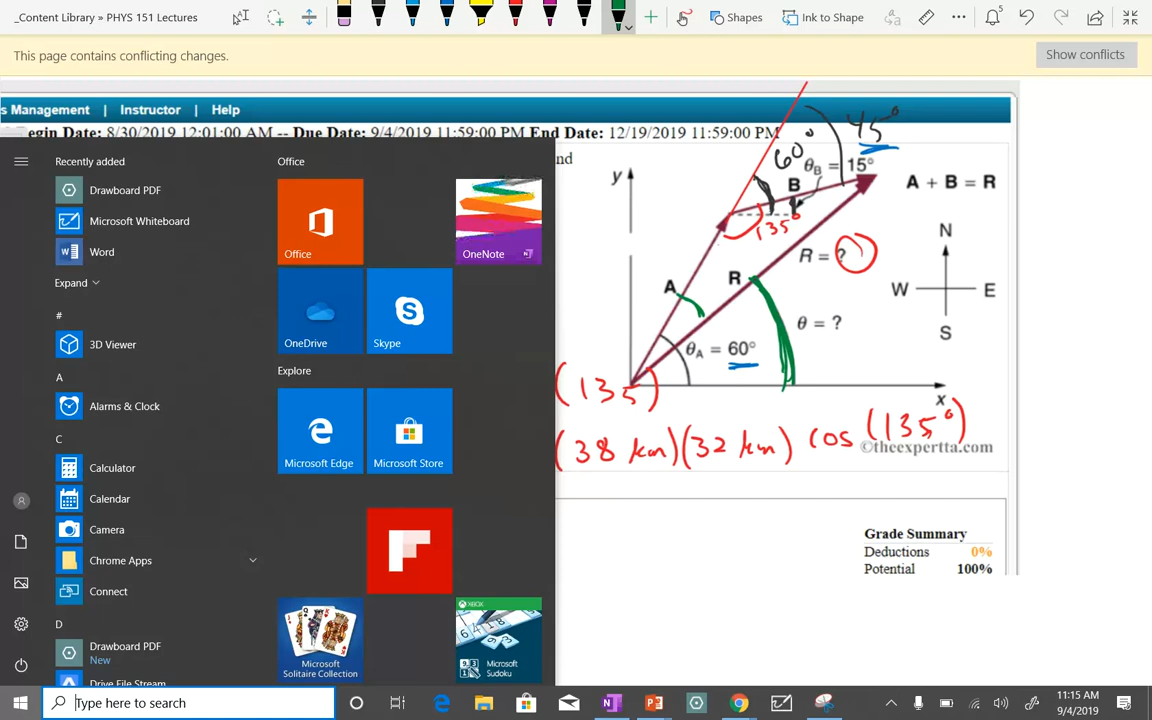 _Content Library » PHYS 151 Lectures
Shapes
Ink to Shape
This page contains conflicting changes.
Show conflicts
s Management | Instructor | Help
egin Date: 8/30/2019 12:01:00 AM -- Due Date: 9/4/2019 11:59:00 PM End Date: 12/19/2019 11:59:00 PM
nd
Recently added
Drawboard PDF
Microsoft Whiteboard
Word
Expand
#
3D Viewer
A
Alarms & Clock
C
Calculator
Calendar
Camera
Chrome Apps
Connect
D
Drawboard PDF
New
Drive File Stream
Office
Office
OneNote
OneDrive
Skype
Explore
Microsoft Edge
Microsoft Store
Microsoft Solitaire Collection
XBOX
Microsoft Sudoku
y
60°
45°
θB = 15°
B
A + B = R
135°
N
W
E
S
A
R
R = ?
θ = ?
θA = 60°
x
(135)
(38 km)(32 km) cos (135°)
©theexpertta.com
Grade Summary
Deductions 0%
Potential 100%
Type here to search
11:15 AM
9/4/2019